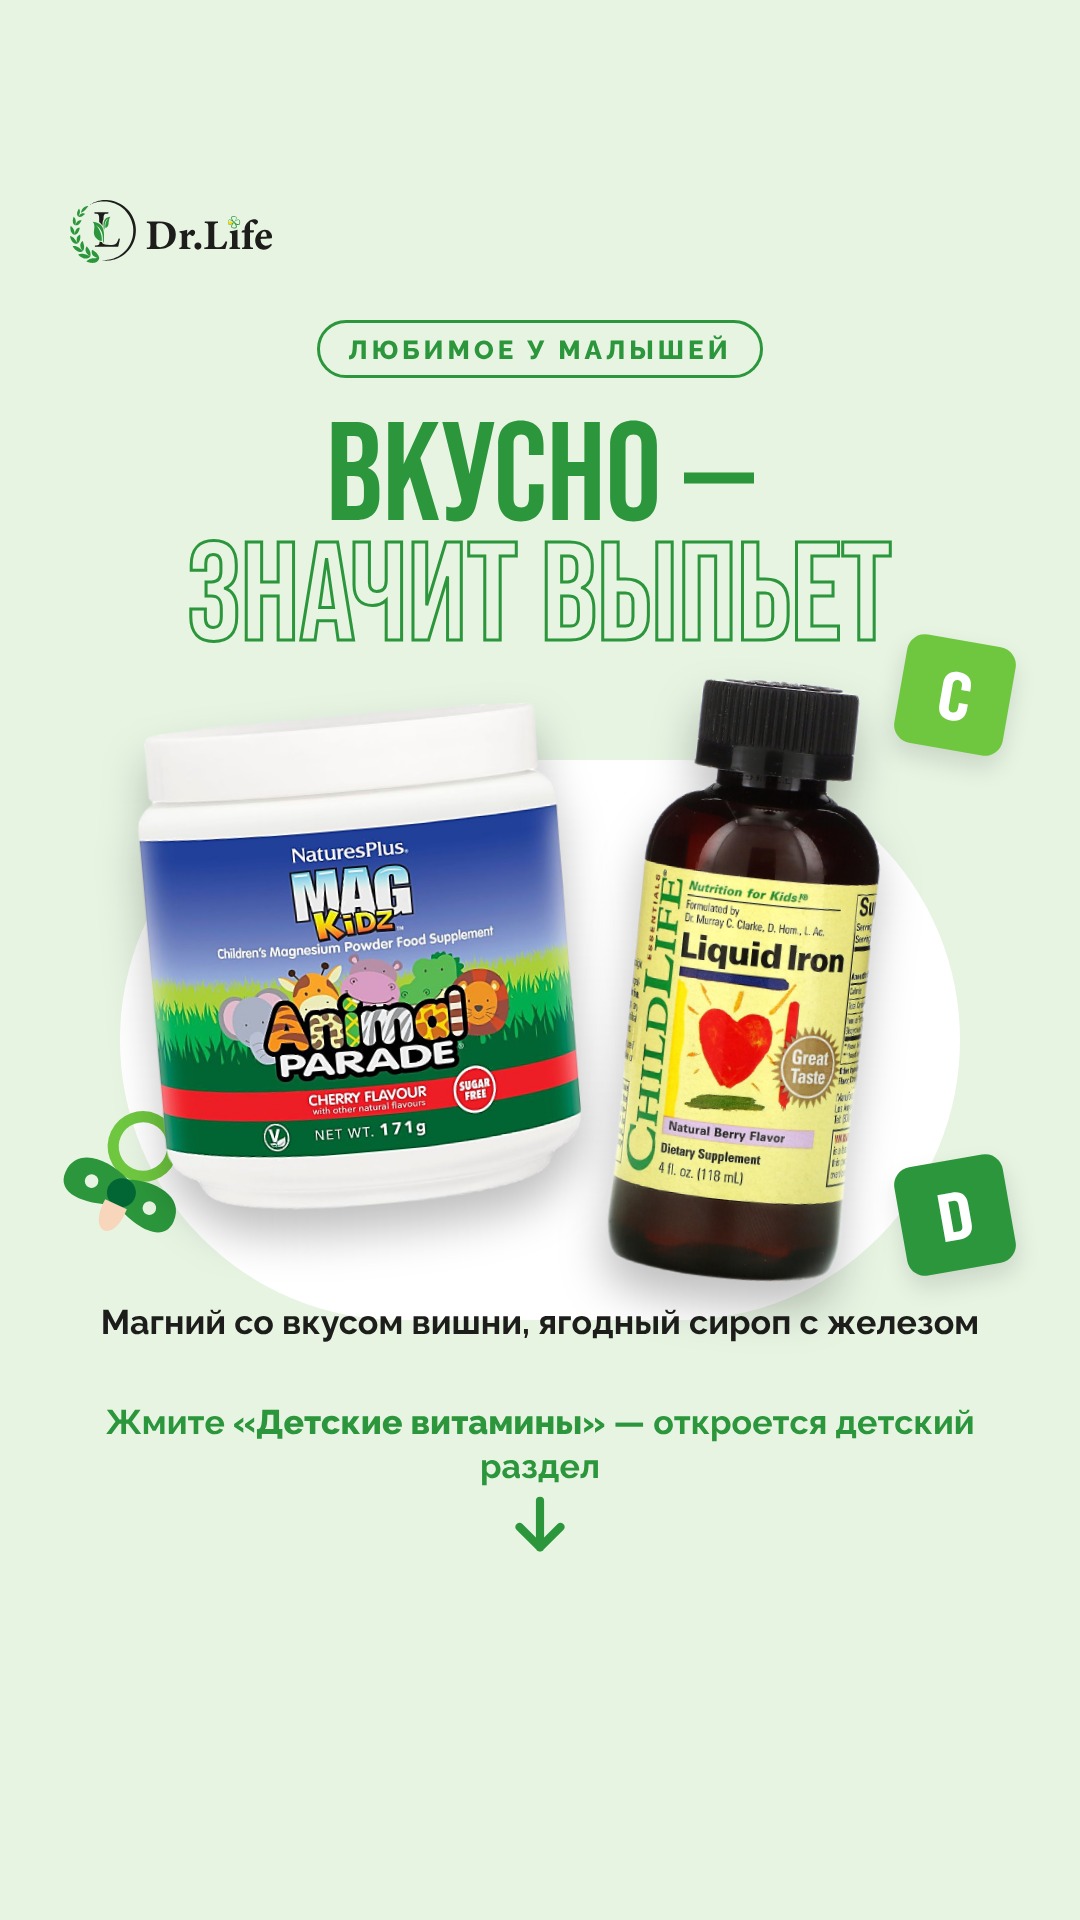 Dr.Life
ЛЮБИМОЕ У МАЛЫШЕЙ
ВКУСНО —
ЗНАЧИТ ВЫПЬЕТ
C
NaturesPlus.
MAG
KiDZ™
Children's Magnesium Powder Food Supplement
Animal
PARADE®
CHERRY FLAVOUR
with other natural flavours
SUGAR
FREE
NET WT. 171g
CHILDLIFE®
ESSENTIALS
Nutrition for Kids!®
Formulated by
Dr. Murray C. Clarke, D. Hom., L. Ac.
Liquid Iron
Great
Taste
Natural Berry Flavor
Dietary Supplement
4 fl. oz. (118 mL)
D
Магний со вкусом вишни, ягодный сироп с железом
Жмите «Детские витамины» — откроется детский
раздел